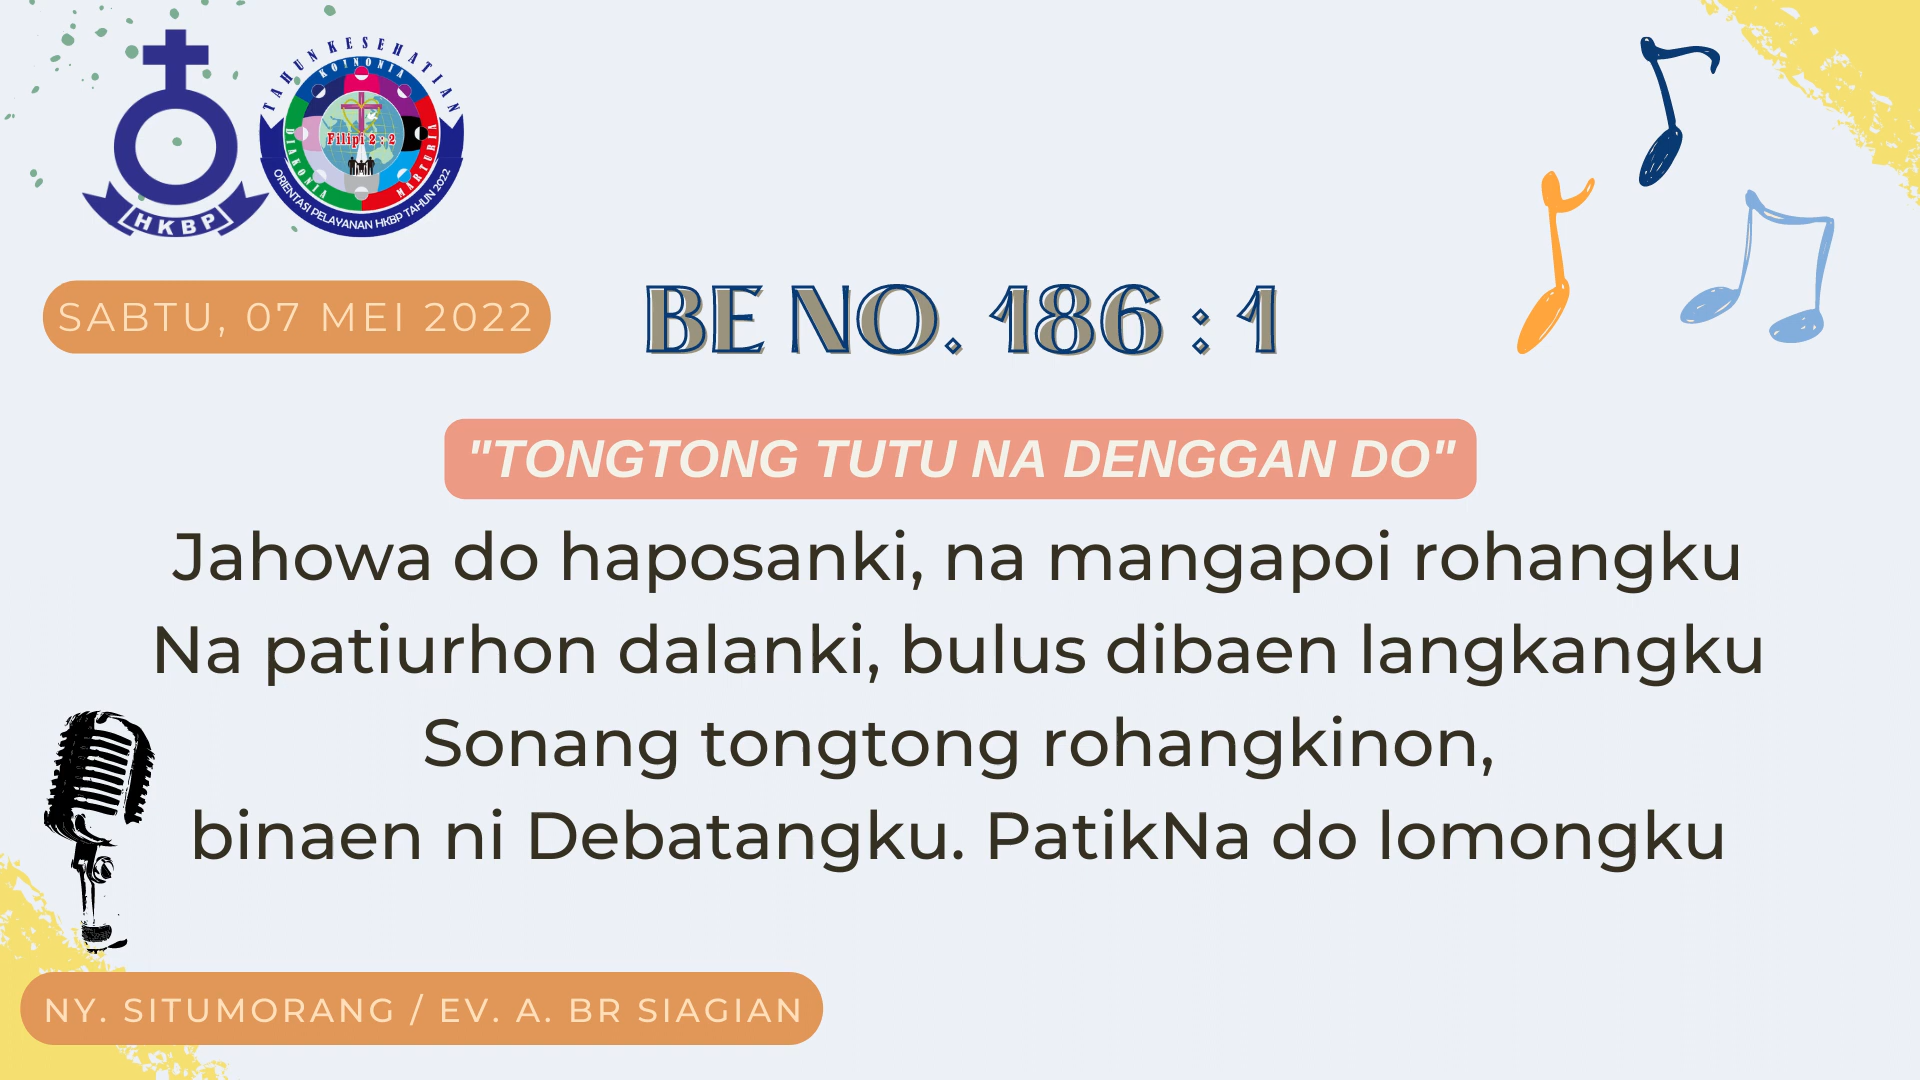 HKBP
TAHUN KESEHATIAN
KOINONIA
DIAKONIA
MARTURIA
Filipi 2 : 2
ORIENTASI PELAYANAN HKBP TAHUN 2022
SABTU, 07 MEI 2022
BE NO. 186 : 1
"TONGTONG TUTU NA DENGGAN DO"
Jahowa do haposanki, na mangapoi rohangku
Na patiurhon dalanki, bulus dibaen langkangku
Sonang tongtong rohangkinon,
binaen ni Debatangku. PatikNa do lomongku
NY. SITUMORANG / EV. A. BR SIAGIAN